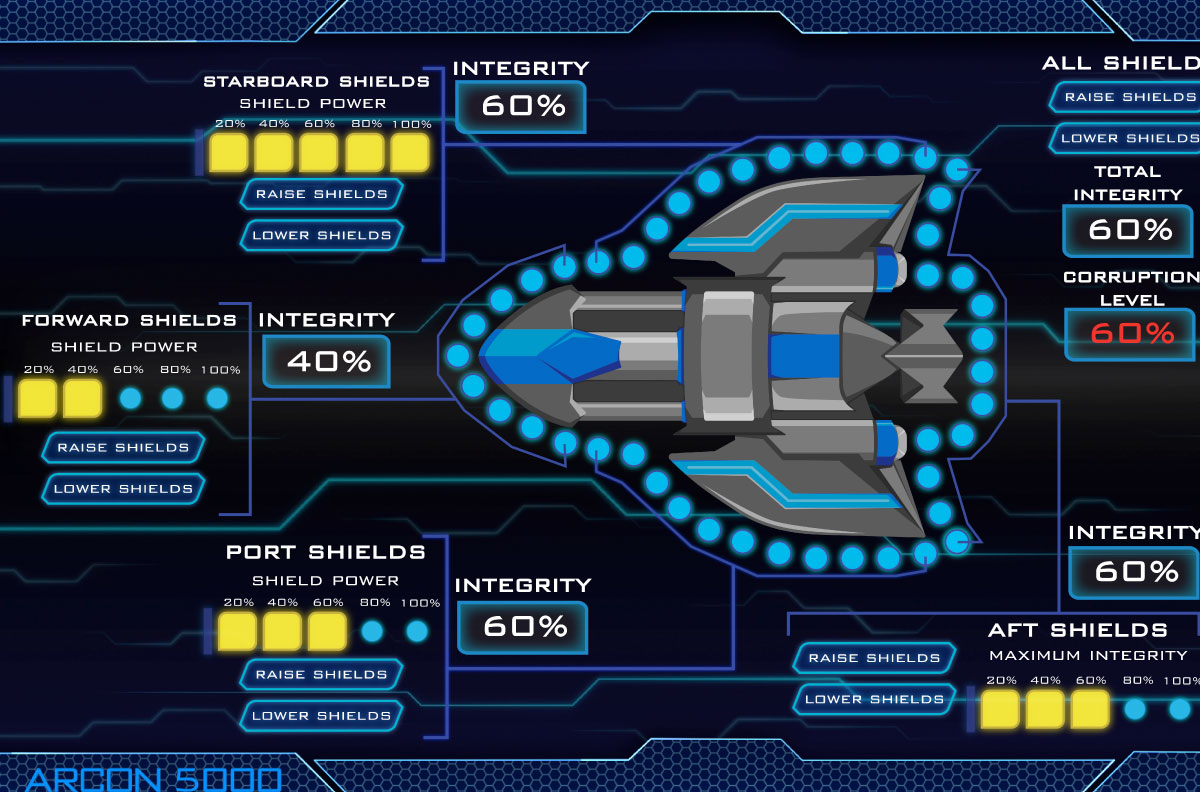 STARBOARD SHIELDS
SHIELD POWER
20% 40% 60% 80% 100%
RAISE SHIELDS
LOWER SHIELDS
INTEGRITY
60%
ALL SHIELD
RAISE SHIELDS
LOWER SHIELDS
TOTAL
INTEGRITY
60%
CORRUPTION
LEVEL
60%
FORWARD SHIELDS
SHIELD POWER
20% 40% 60% 80% 100%
RAISE SHIELDS
LOWER SHIELDS
INTEGRITY
40%
PORT SHIELDS
SHIELD POWER
20% 40% 60% 80% 100%
RAISE SHIELDS
LOWER SHIELDS
INTEGRITY
60%
INTEGRITY
60%
AFT SHIELDS
MAXIMUM INTEGRITY
20% 40% 60% 80% 100%
RAISE SHIELDS
LOWER SHIELDS
ARCON 5000